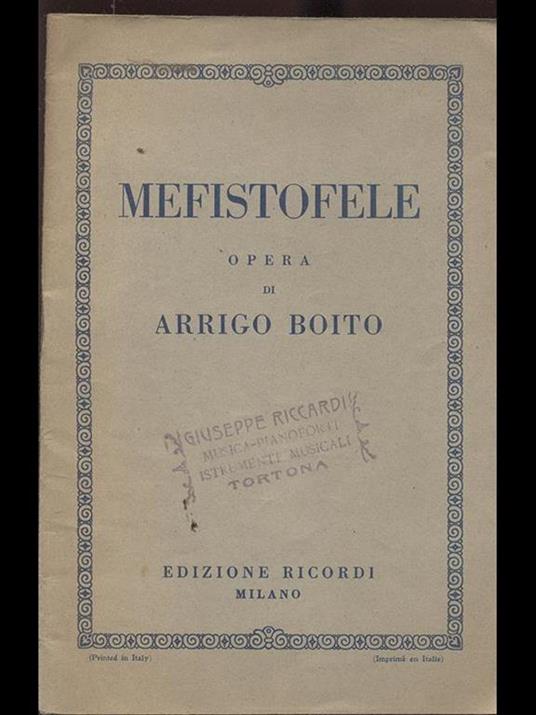 MEFISTOFELE
OPERA
DI
ARRIGO BOITO
GIUSEPPE RICCARDI
MUSICA-PIANOFORTI
ISTRUMENTI MUSICALI
TORTONA
EDIZIONE RICORDI
MILANO
(Printed in Italy) (Imprimé en Italie)